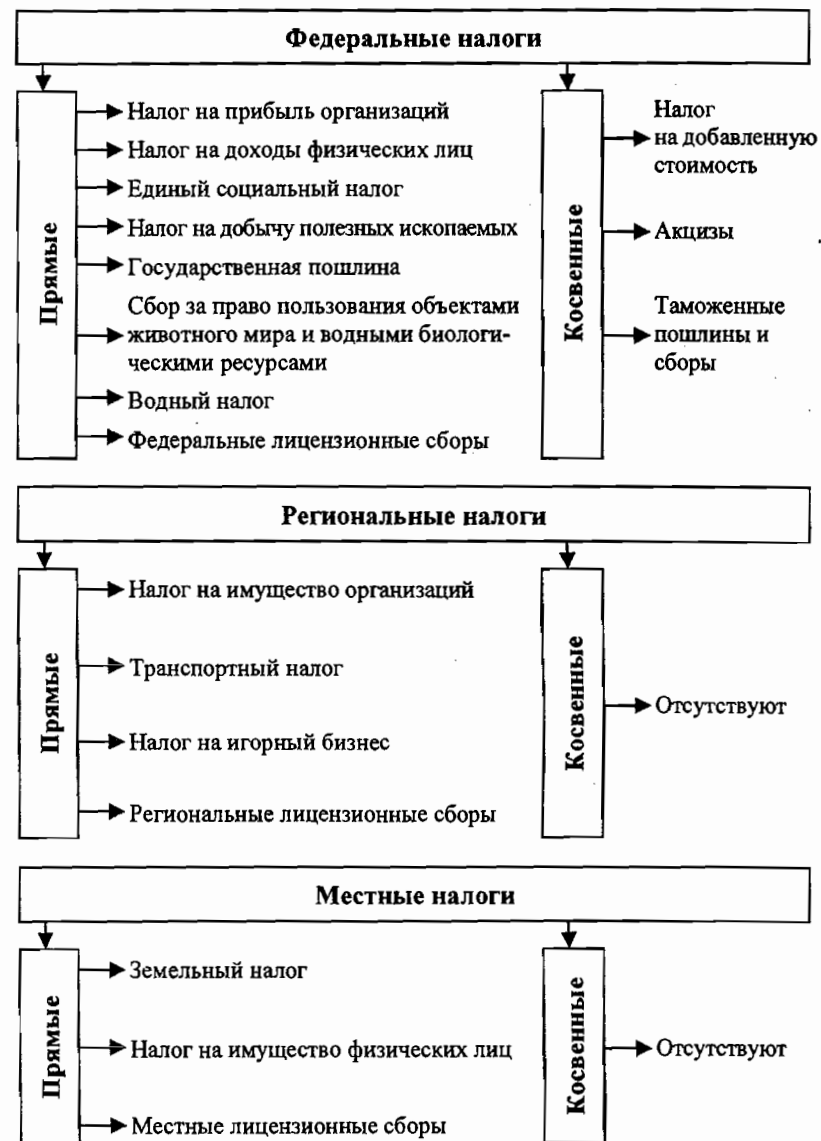 Федеральные налоги
Прямые
Налог на прибыль организаций
Налог на доходы физических лиц
Единый социальный налог
Налог на добычу полезных ископаемых
Государственная пошлина
Сбор за право пользования объектами
животного мира и водными биологи-
ческими ресурсами
Водный налог
Федеральные лицензионные сборы
Косвенные
Налог
на добавленную
стоимость
Акцизы
Таможенные
пошлины и
сборы
Региональные налоги
Прямые
Налог на имущество организаций
Транспортный налог
Налог на игорный бизнес
Региональные лицензионные сборы
Косвенные
Отсутствуют
Местные налоги
Прямые
Земельный налог
Налог на имущество физических лиц
Местные лицензионные сборы
Косвенные
Отсутствуют